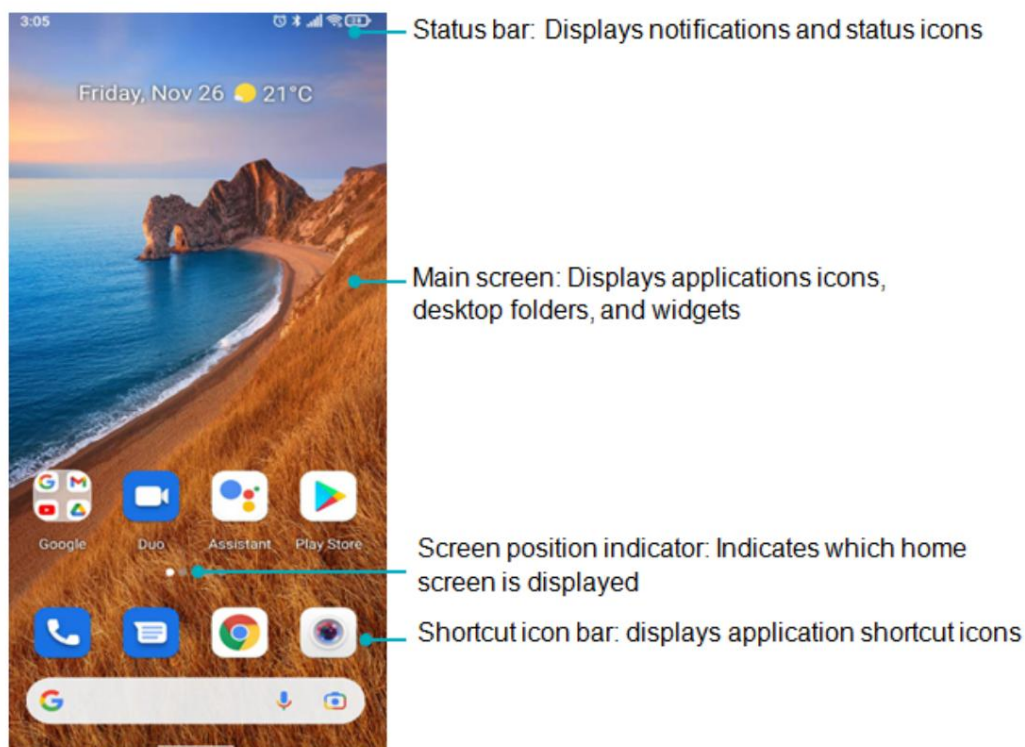 3:05
Status bar: Displays notifications and status icons
Friday, Nov 26 21°C
Main screen: Displays applications icons,
desktop folders, and widgets
Google Duo Assistant Play Store
Screen position indicator: Indicates which home
screen is displayed
Shortcut icon bar: displays application shortcut icons